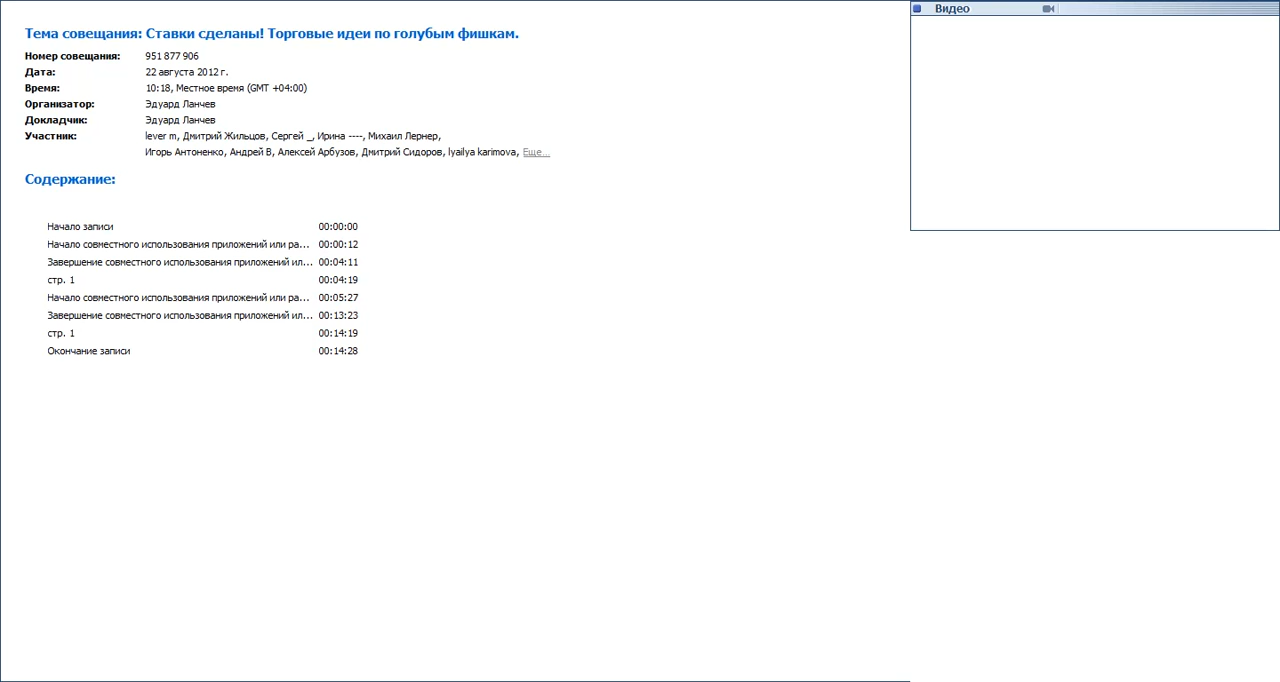 Видео
Тема совещания: Ставки сделаны! Торговые идеи по голубым фишкам.
Номер совещания: 951 877 906
Дата: 22 августа 2012 г.
Время: 10:18, Местное время (GMT +04:00)
Организатор: Эдуард Ланчев
Докладчик: Эдуард Ланчев
Участник: lever m, Дмитрий Жильцов, Сергей _, Ирина ----, Михаил Лернер,
Игорь Антоненко, Андрей В, Алексей Арбузов, Дмитрий Сидоров, lyailya karimova, Еще...
Содержание:
Начало записи 00:00:00
Начало совместного использования приложений или ра... 00:00:12
Завершение совместного использования приложений ил... 00:04:11
стр. 1 00:04:19
Начало совместного использования приложений или ра... 00:05:27
Завершение совместного использования приложений ил... 00:13:23
стр. 1 00:14:19
Окончание записи 00:14:28